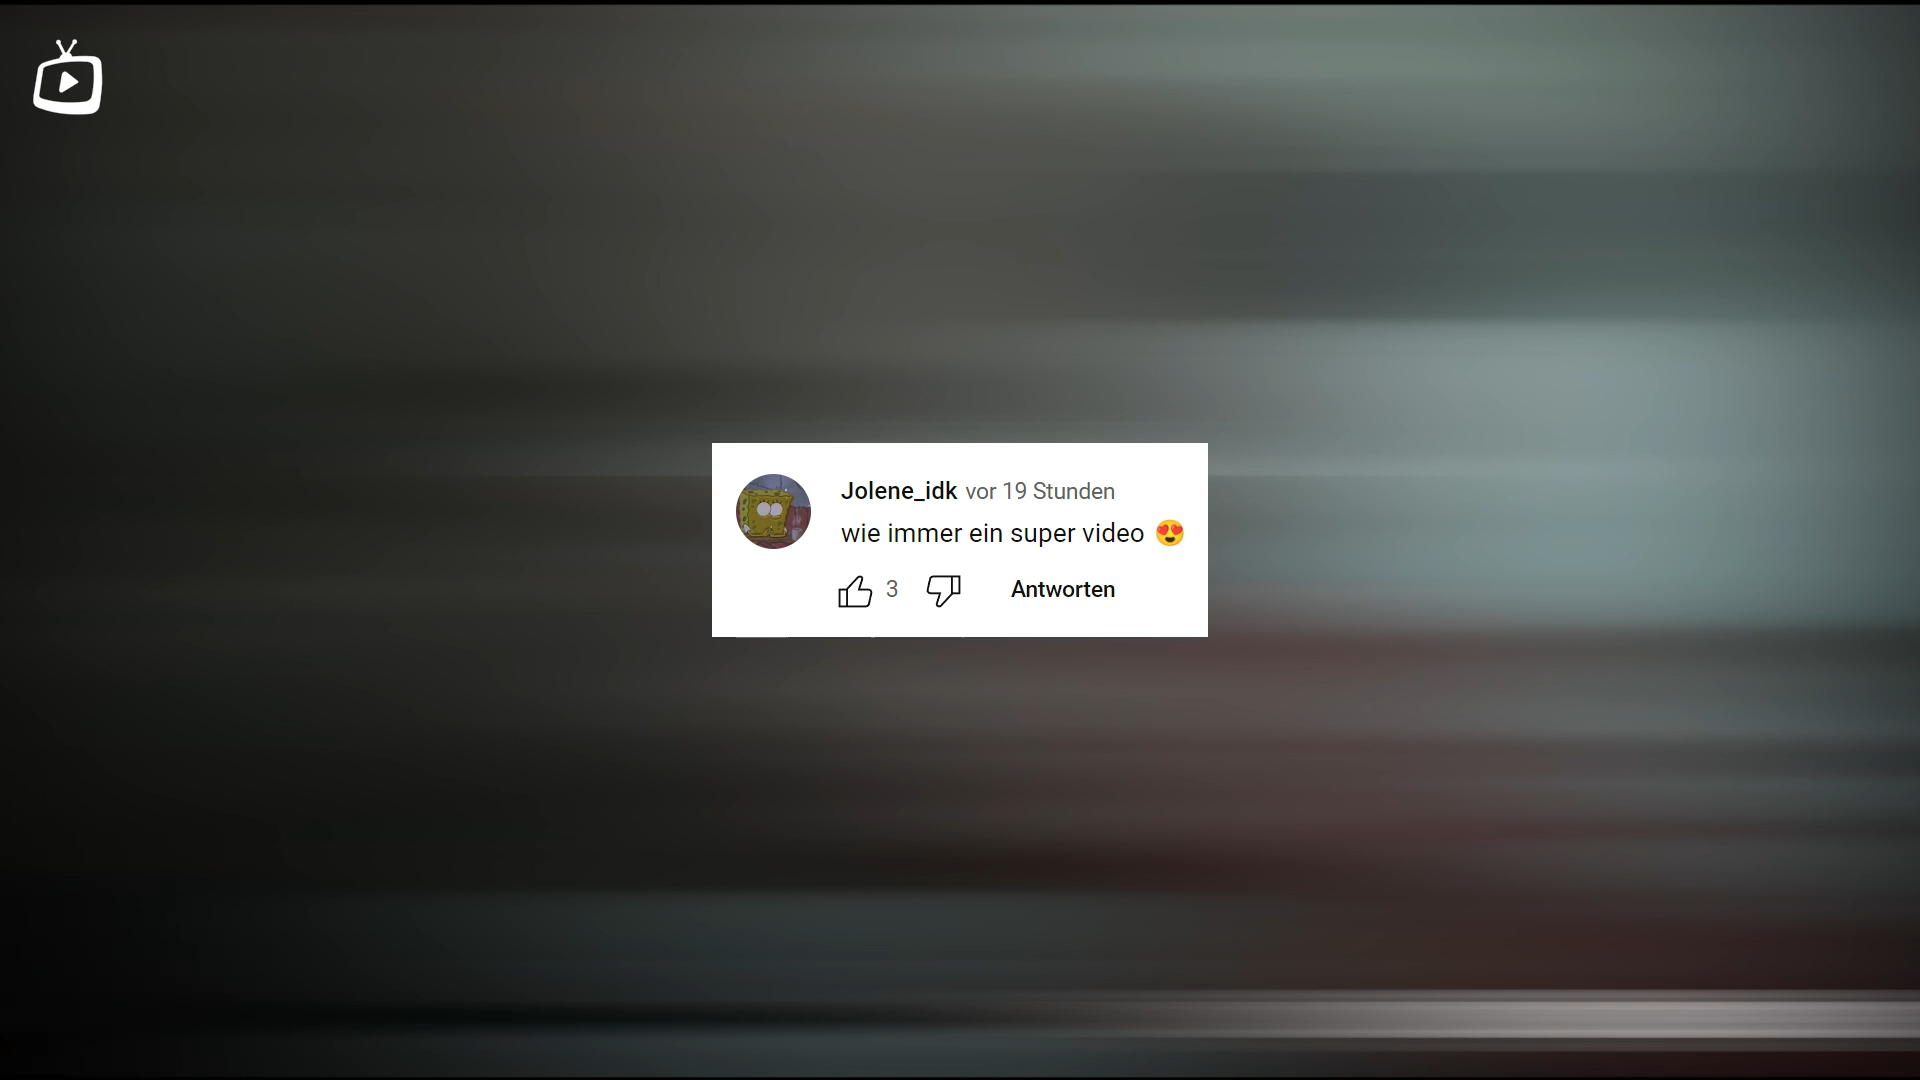 Jolene_idk vor 19 Stunden
wie immer ein super video 😍
3 Antworten